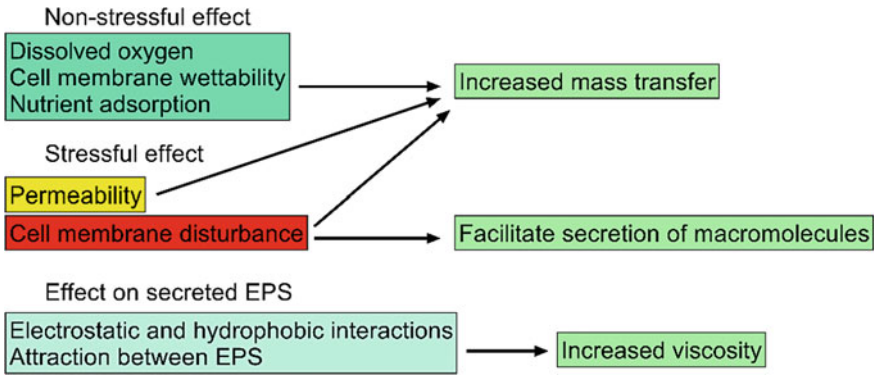 Non-stressful effect
Dissolved oxygen
Cell membrane wettability
Nutrient adsorption
Increased mass transfer
Stressful effect
Permeability
Cell membrane disturbance
Facilitate secretion of macromolecules
Effect on secreted EPS
Electrostatic and hydrophobic interactions
Attraction between EPS
Increased viscosity